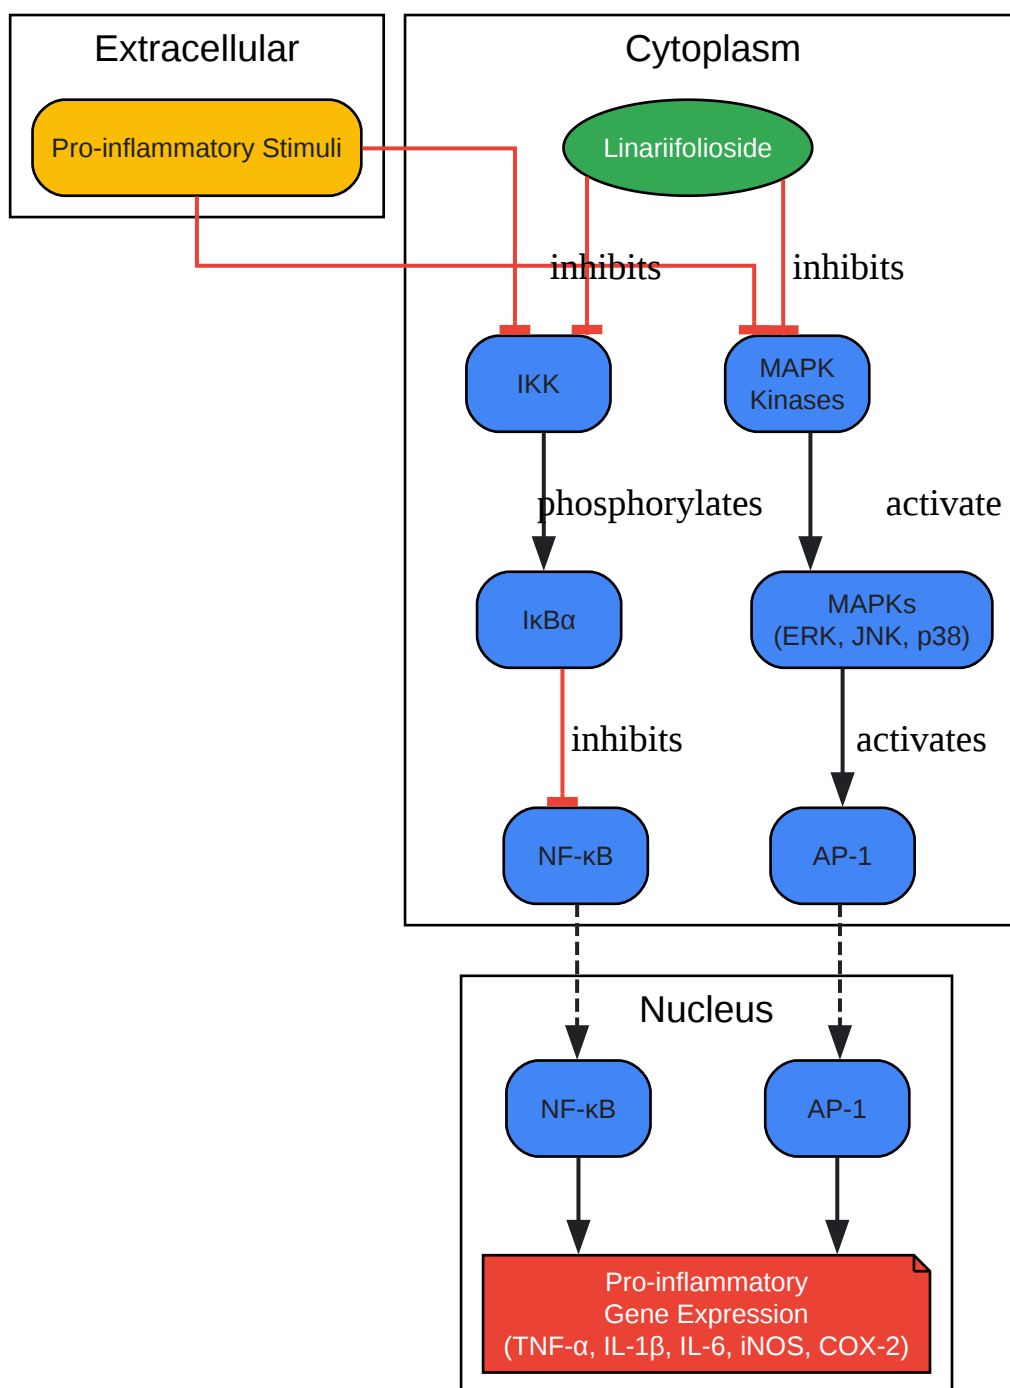 Extracellular
Cytoplasm
Pro-inflammatory Stimuli
Linariifolioside
inhibits
inhibits
IKK
MAPK
Kinases
phosphorylates
activate
IκBα
MAPKs
(ERK, JNK, p38)
inhibits
activates
NF-κB
AP-1
Nucleus
NF-κB
AP-1
Pro-inflammatory
Gene Expression
(TNF-α, IL-1β, IL-6, iNOS, COX-2)